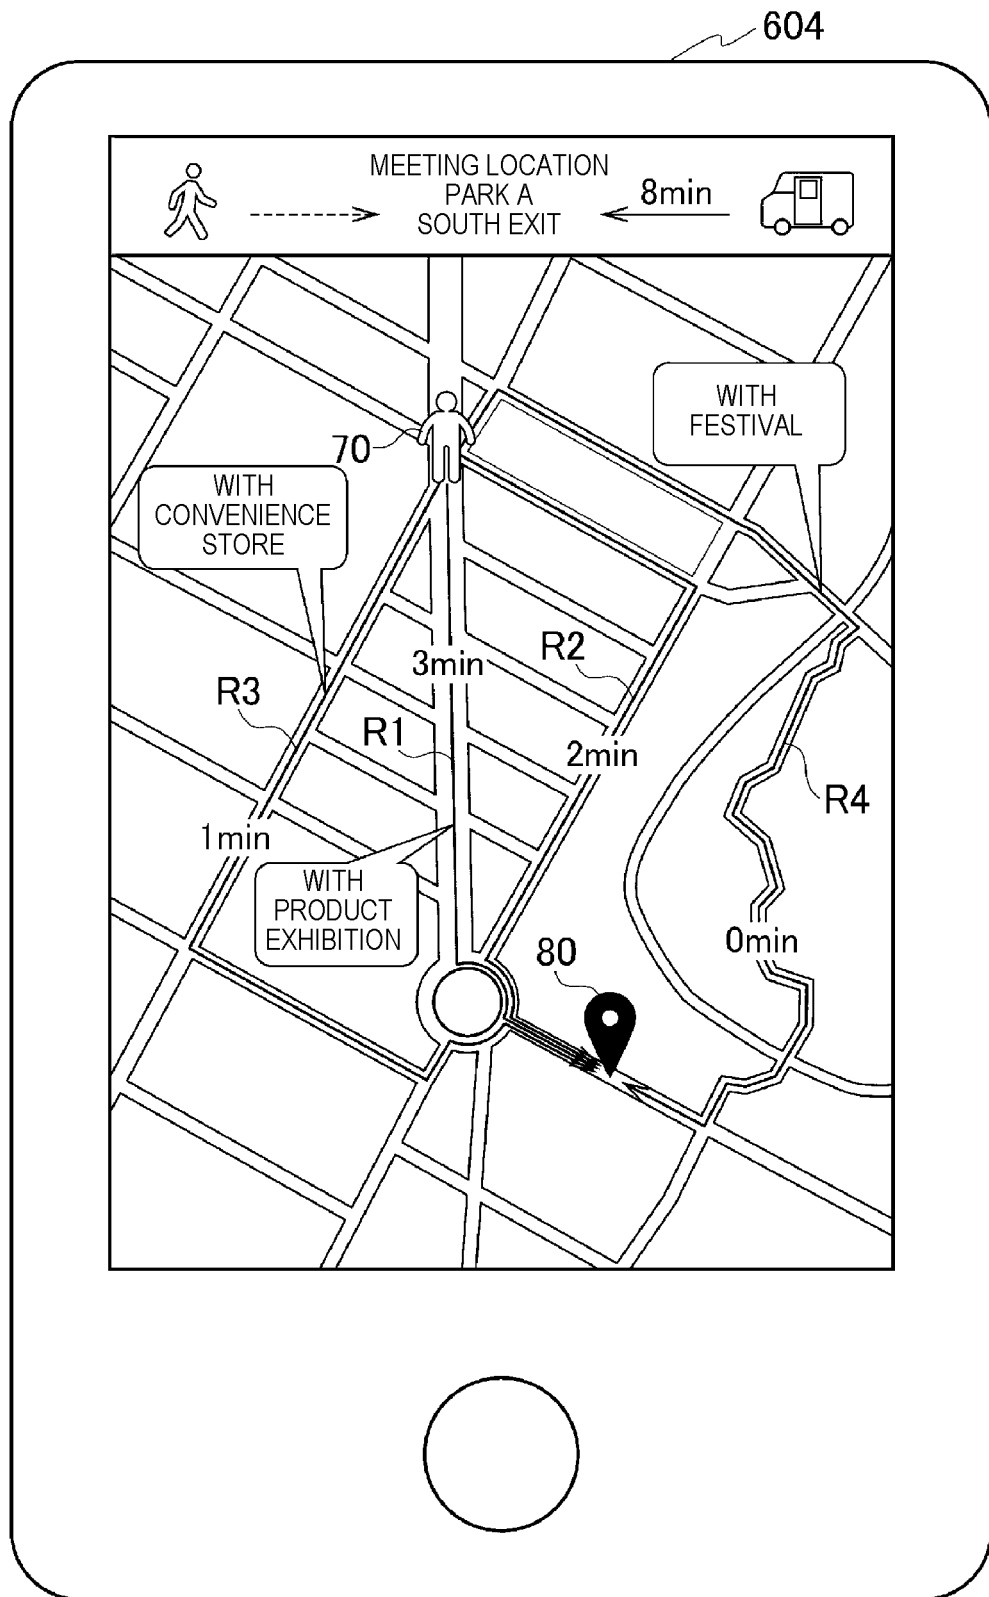 604
MEETING LOCATION
PARK A
SOUTH EXIT
8min
WITH
FESTIVAL
70
WITH
CONVENIENCE
STORE
R2
3min
R3
R1
2min
R4
1min
WITH
PRODUCT
EXHIBITION
0min
80